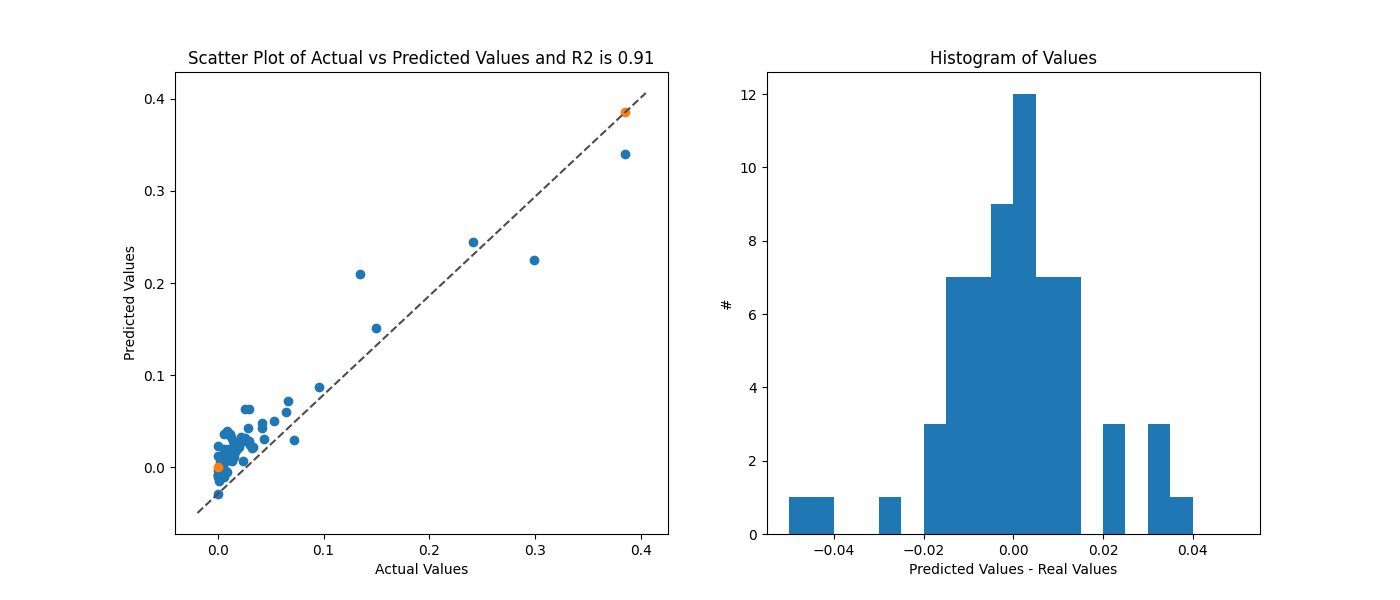 Scatter Plot of Actual vs Predicted Values and R2 is 0.91
0.4
0.3
0.2
0.1
0.0
Predicted Values
0.0 0.1 0.2 0.3 0.4
Actual Values
Histogram of Values
12
10
8
6
4
2
0
#
−0.04 −0.02 0.00 0.02 0.04
Predicted Values - Real Values